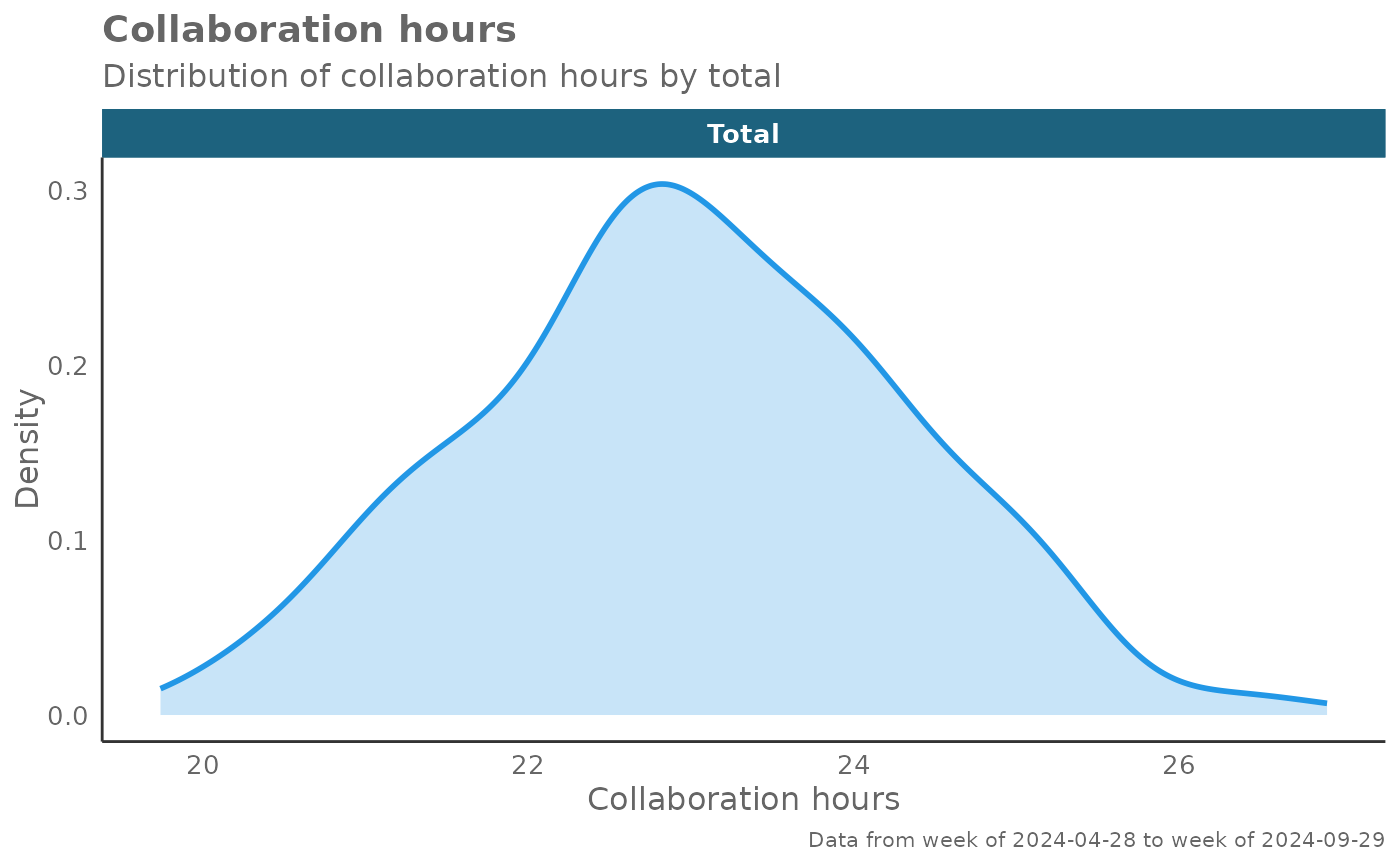 Collaboration hours
Distribution of collaboration hours by total
Total
0.3
0.2
0.1
0.0
Density
20 22 24 26
Collaboration hours
Data from week of 2024-04-28 to week of 2024-09-29